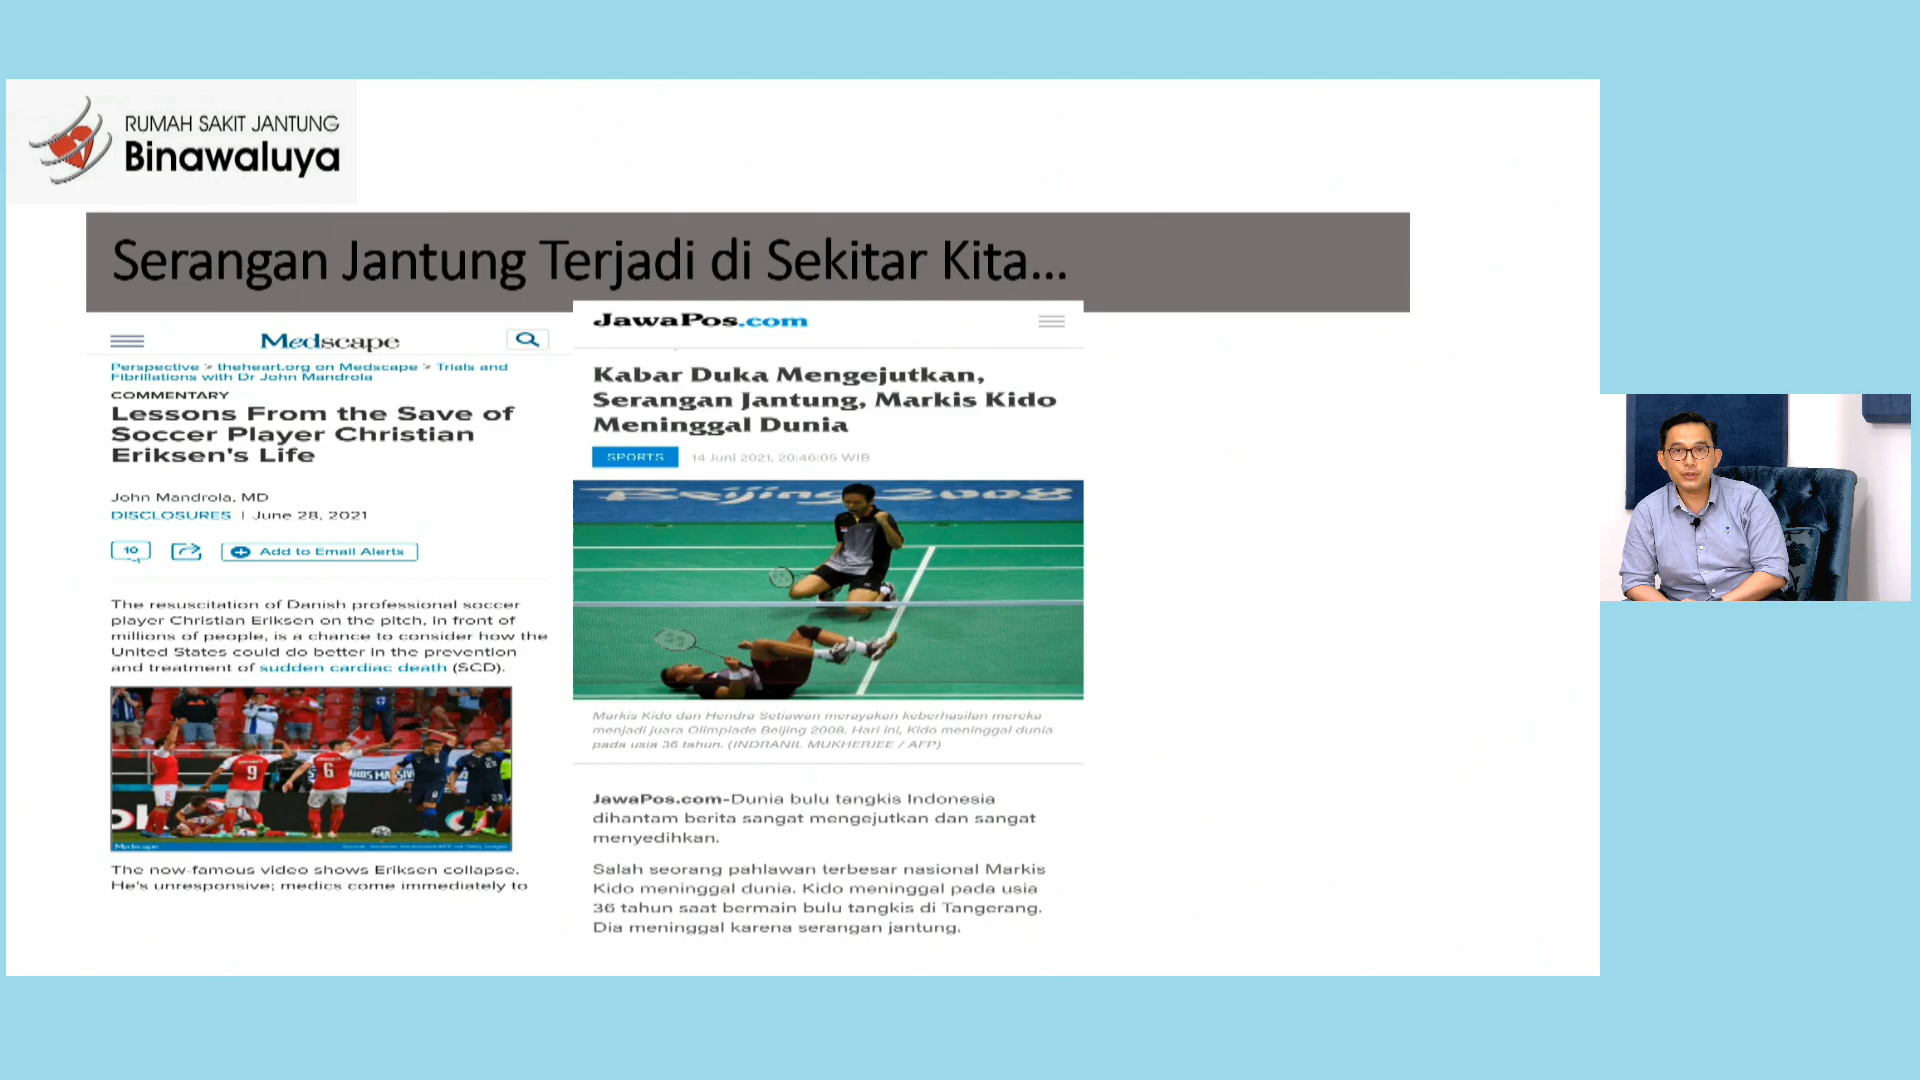 RUMAH SAKIT JANTUNG
Binawaluya
Serangan Jantung Terjadi di Sekitar Kita...
Medscape
Perspective > theheart.org on Medscape > Trials and
Fibrillations with Dr John Mandrola
COMMENTARY
Lessons From the Save of
Soccer Player Christian
Eriksen's Life
John Mandrola, MD
DISCLOSURES | June 28, 2021
10
Add to Email Alerts
The resuscitation of Danish professional soccer
player Christian Eriksen on the pitch, in front of
millions of people, is a chance to consider how the
United States could do better in the prevention
and treatment of sudden cardiac death (SCD).
9
6
Medscape
The now-famous video shows Eriksen collapse.
He's unresponsive; medics come immediately to
JawaPos.com
Kabar Duka Mengejutkan,
Serangan Jantung, Markis Kido
Meninggal Dunia
SPORTS 14 Juni 2021, 20:46:05 WIB
Beijing 2008
Markis Kido dan Hendra Setiawan merayakan keberhasilan mereka
menjadi juara Olimpiade Beijing 2008. Hari ini, Kido meninggal dunia
pada usia 36 tahun. (INDRANIL MUKHERJEE / AFP)
JawaPos.com-Dunia bulu tangkis Indonesia
dihantam berita sangat mengejutkan dan sangat
menyedihkan.
Salah seorang pahlawan terbesar nasional Markis
Kido meninggal dunia. Kido meninggal pada usia
36 tahun saat bermain bulu tangkis di Tangerang.
Dia meninggal karena serangan jantung.